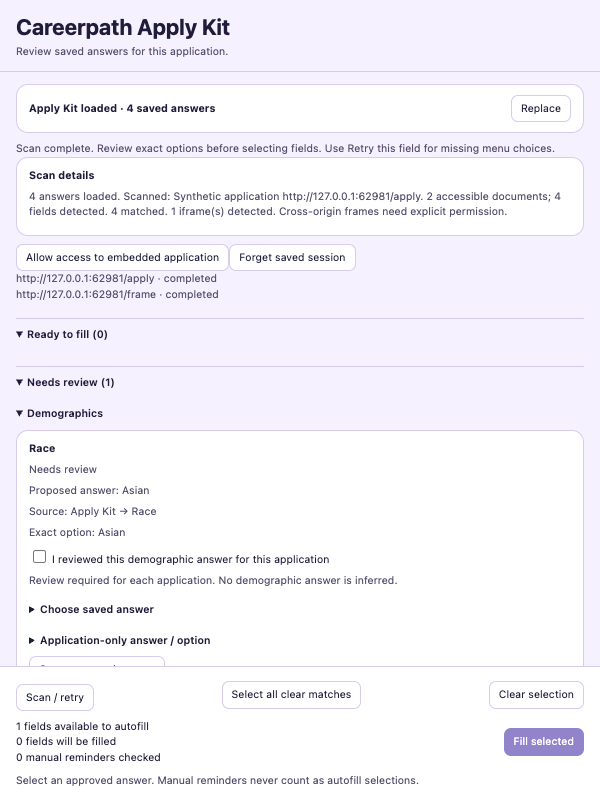 Careerpath Apply Kit
Review saved answers for this application.
Apply Kit loaded · 4 saved answers
Replace
Scan complete. Review exact options before selecting fields. Use Retry this field for missing menu choices.
Scan details
4 answers loaded. Scanned: Synthetic application http://127.0.0.1:62981/apply. 2 accessible documents; 4
fields detected. 4 matched. 1 iframe(s) detected. Cross-origin frames need explicit permission.
Allow access to embedded application
Forget saved session
http://127.0.0.1:62981/apply · completed
http://127.0.0.1:62981/frame · completed
Ready to fill (0)
Needs review (1)
Demographics
Race
Needs review
Proposed answer: Asian
Source: Apply Kit → Race
Exact option: Asian
I reviewed this demographic answer for this application
Review required for each application. No demographic answer is inferred.
Choose saved answer
Application-only answer / option
Scan / retry
Select all clear matches
Clear selection
1 fields available to autofill
0 fields will be filled
0 manual reminders checked
Fill selected
Select an approved answer. Manual reminders never count as autofill selections.